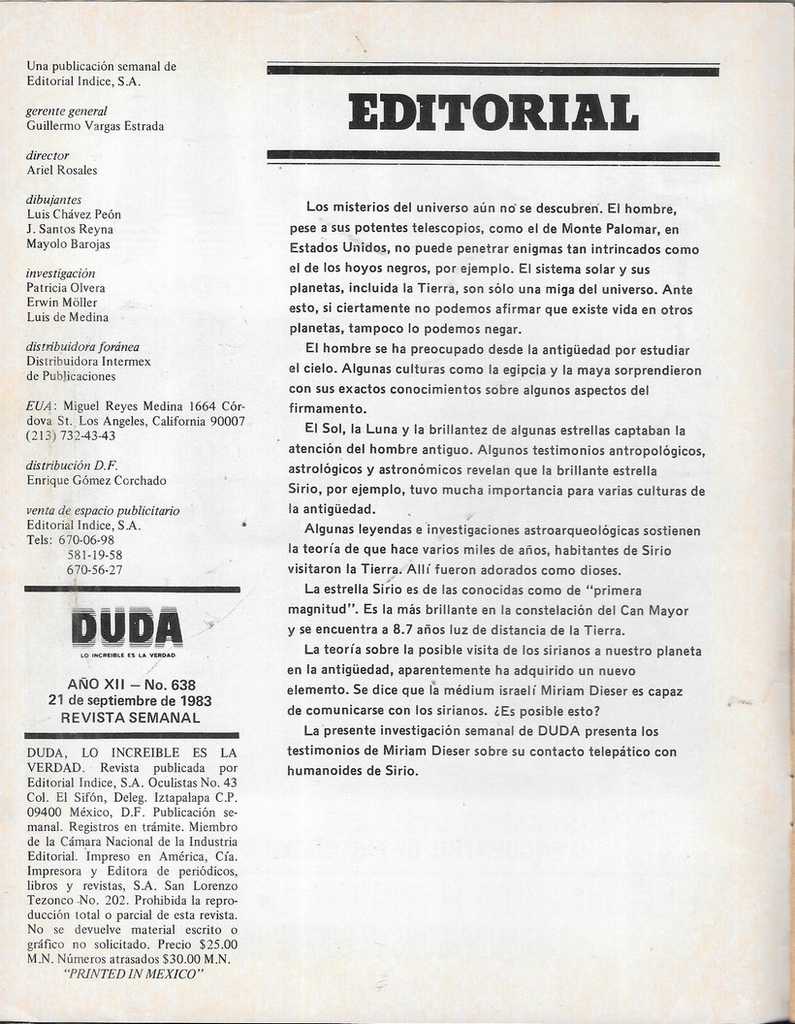 Una publicación semanal de
Editorial Indice, S.A.
gerente general
Guillermo Vargas Estrada
director
Ariel Rosales
dibujantes
Luis Chávez Peón
J. Santos Reyna
Mayolo Barojas
investigación
Patricia Olvera
Erwin Möller
Luis de Medina
distribuidora foránea
Distribuidora Intermex
de Publicaciones
EUA: Miguel Reyes Medina 1664 Cór-
dova St. Los Angeles, California 90007
(213) 732-43-43
distribución D.F.
Enrique Gómez Corchado
venta de espacio publicitario
Editorial Indice, S.A.
Tels: 670-06-98
581-19-58
670-56-27
DUDA
LO INCREIBLE ES LA VERDAD
AÑO XII — No. 638
21 de septiembre de 1983
REVISTA SEMANAL
DUDA, LO INCREIBLE ES LA
VERDAD. Revista publicada por
Editorial Indice, S.A. Oculistas No. 43
Col. El Sifón, Deleg. Iztapalapa C.P.
09400 México, D.F. Publicación se-
manal. Registros en trámite. Miembro
de la Cámara Nacional de la Industria
Editorial. Impreso en América, Cía.
Impresora y Editora de periódicos,
libros y revistas, S.A. San Lorenzo
Tezonco No. 202. Prohibida la repro-
ducción total o parcial de esta revista.
No se devuelve material escrito o
gráfico no solicitado. Precio $25.00
M.N. Números atrasados $30.00 M.N.
"PRINTED IN MEXICO"
EDITORIAL
Los misterios del universo aún no se descubren. El hombre,
pese a sus potentes telescopios, como el de Monte Palomar, en
Estados Unidos, no puede penetrar enigmas tan intrincados como
el de los hoyos negros, por ejemplo. El sistema solar y sus
planetas, incluida la Tierra, son sólo una miga del universo. Ante
esto, si ciertamente no podemos afirmar que existe vida en otros
planetas, tampoco lo podemos negar.
El hombre se ha preocupado desde la antigüedad por estudiar
el cielo. Algunas culturas como la egipcia y la maya sorprendieron
con sus exactos conocimientos sobre algunos aspectos del
firmamento.
El Sol, la Luna y la brillantez de algunas estrellas captaban la
atención del hombre antiguo. Algunos testimonios antropológicos,
astrológicos y astronómicos revelan que la brillante estrella
Sirio, por ejemplo, tuvo mucha importancia para varias culturas de
la antigüedad.
Algunas leyendas e investigaciones astroarqueológicas sostienen
la teoría de que hace varios miles de años, habitantes de Sirio
visitaron la Tierra. Allí fueron adorados como dioses.
La estrella Sirio es de las conocidas como de "primera
magnitud". Es la más brillante en la constelación del Can Mayor
y se encuentra a 8.7 años luz de distancia de la Tierra.
La teoría sobre la posible visita de los sirianos a nuestro planeta
en la antigüedad, aparentemente ha adquirido un nuevo
elemento. Se dice que la médium israelí Miriam Dieser es capaz
de comunicarse con los sirianos. ¿Es posible esto?
La presente investigación semanal de DUDA presenta los
testimonios de Miriam Dieser sobre su contacto telepático con
humanoides de Sirio.